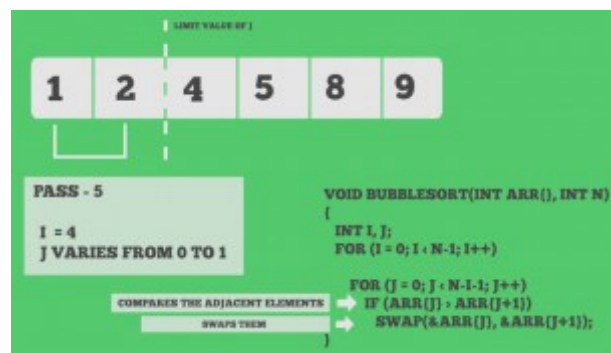 LIMIT VALUE OF J
1 2 4 5 8 9
PASS - 5
I = 4
J VARIES FROM 0 TO 1
VOID BUBBLESORT(INT ARR{}, INT N)
{
INT I, J;
FOR (I = 0; I < N-1; I++)
FOR (J = 0; J < N-I-1; J++)
COMPARES THE ADJACENT ELEMENTS
IF (ARR{J} > ARR{J+1})
SWAPS THEM
SWAP(&ARR{J}, &ARR{J+1});
}